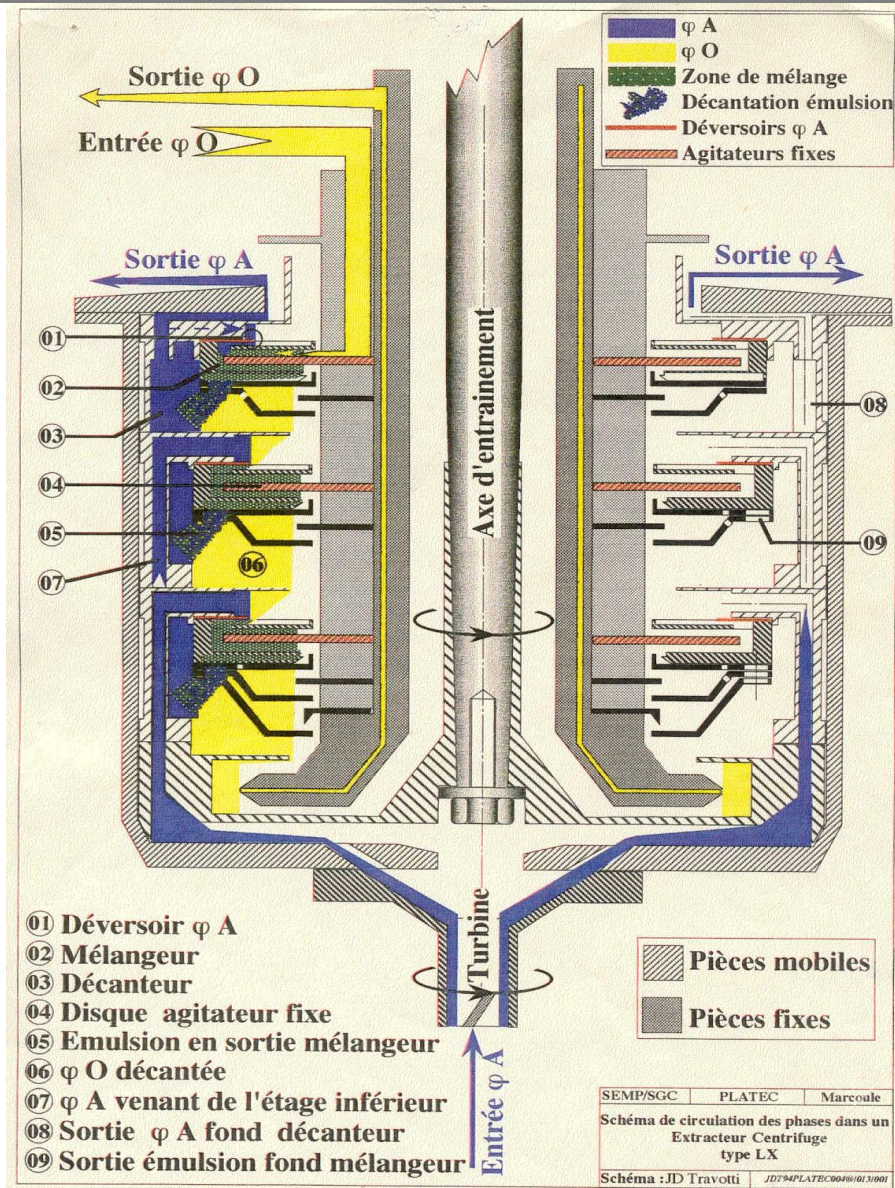 φ A
φ O
Zone de mélange
Décantation émulsion
Déversoirs φ A
Agitateurs fixes
Sortie φ O
Entrée φ O
Sortie φ A
Sortie φ A
01
02
03
04
05
06
07
08
09
Axe d'entrainement
Turbine
Entrée φ A
01 Déversoir φ A
02 Mélangeur
03 Décanteur
04 Disque agitateur fixe
05 Emulsion en sortie mélangeur
06 φ O décantée
07 φ A venant de l'étage inférieur
08 Sortie φ A fond décanteur
09 Sortie émulsion fond mélangeur
Pièces mobiles
Pièces fixes
SEMP/SGC PLATEC Marcoule
Schéma de circulation des phases dans un
Extracteur Centrifuge
type LX
Schéma : JD Travotti